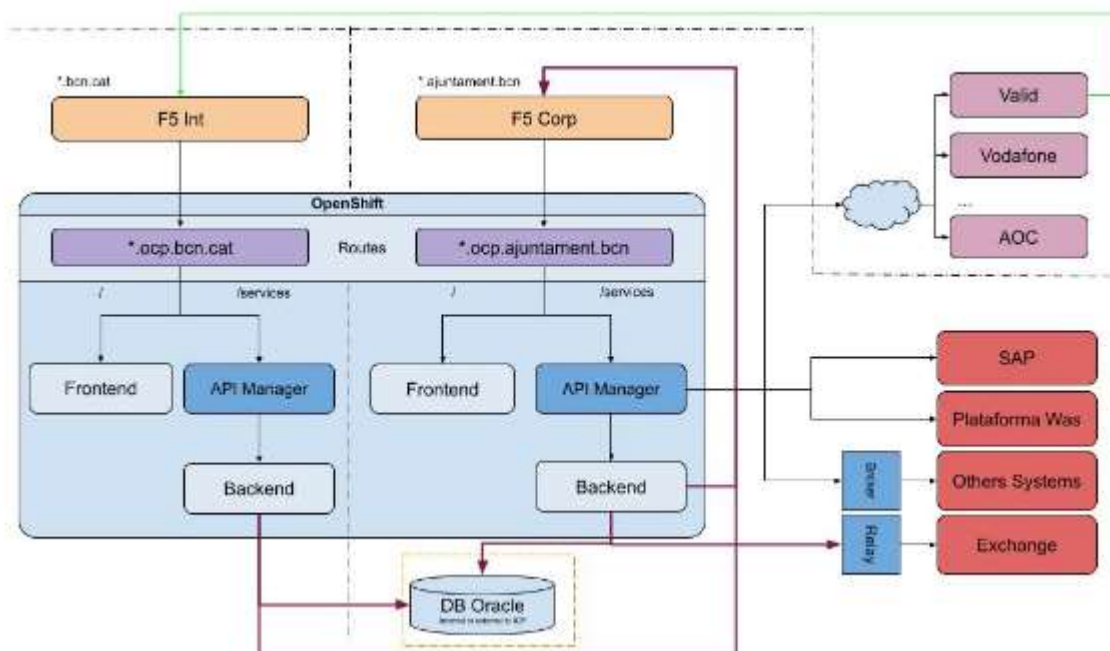 *.bcn.cat
*.ajuntament.bcn
F5 Int
F5 Corp
Valid
Vodafone
...
AOC
OpenShift
*.ocp.bcn.cat
Routes
*.ocp.ajuntament.bcn
/
/services
/
/services
Frontend
API Manager
Frontend
API Manager
SAP
Plataforma Was
Backend
Backend
Others Systems
Relay
Exchange
DB Oracle